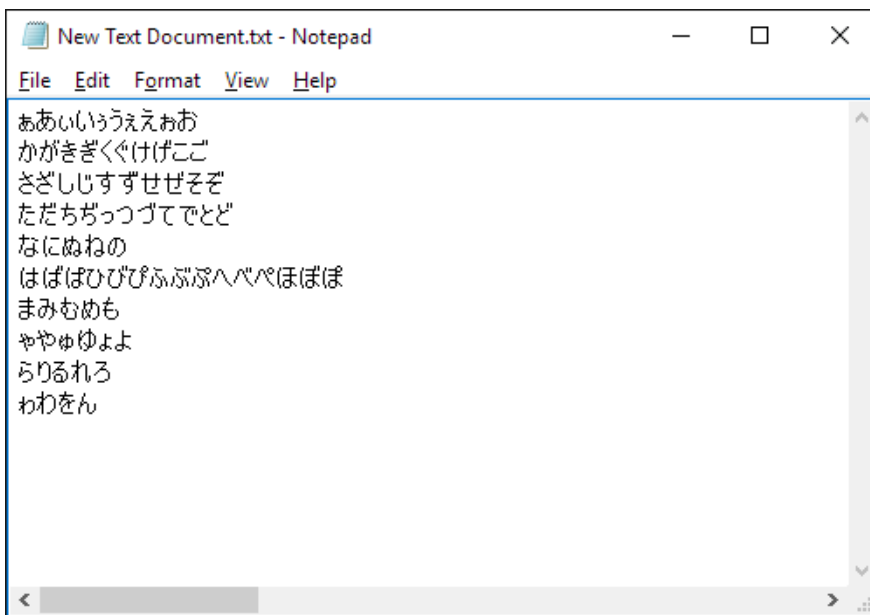 New Text Document.txt - Notepad
File Edit Format View Help
ぁあぃいぅうぇえぉお
かがきぎくぐけげこご
さざしじすずせぜそぞ
ただちぢっつづてでとど
なにぬねの
はばぱひびぴふぶぷへべぺほぼぽ
まみむめも
ゃやゅゆょよ
らりるれろ
ゎわをん